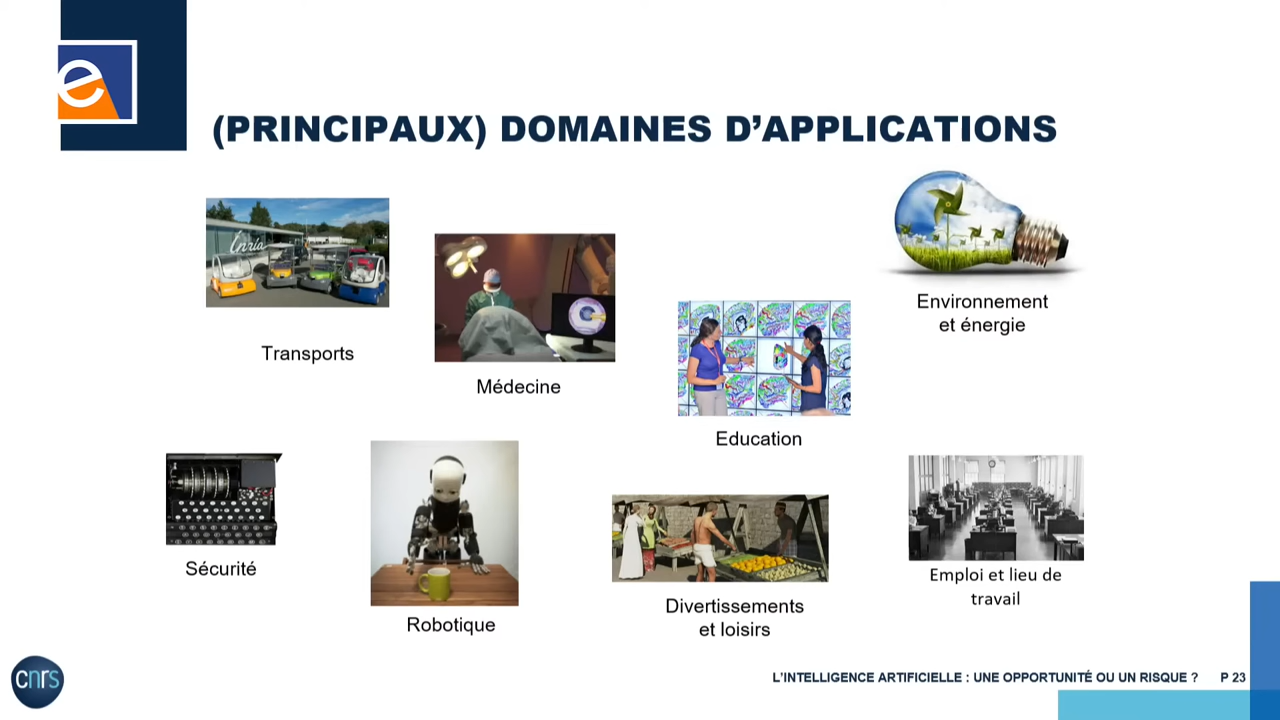 (PRINCIPAUX) DOMAINES D’APPLICATIONS
Inria
Transports
Médecine
Education
Environnement
et énergie
Sécurité
Robotique
Divertissements
et loisirs
Emploi et lieu de
travail
cnrs
L’INTELLIGENCE ARTIFICIELLE : UNE OPPORTUNITÉ OU UN RISQUE ? P 23